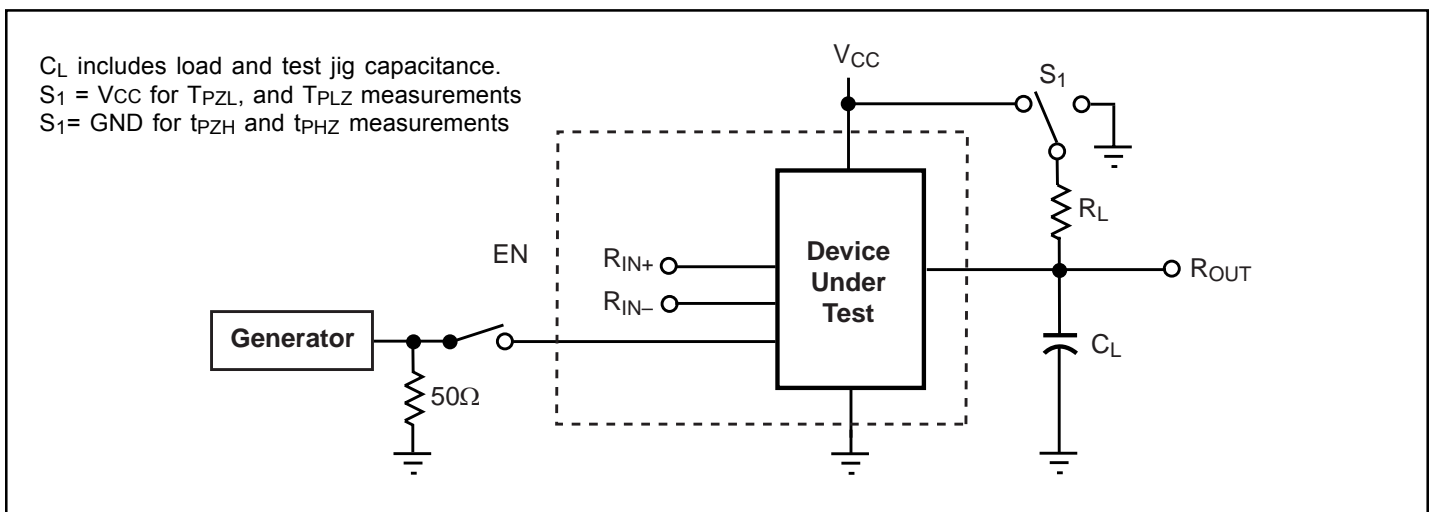 CL includes load and test jig capacitance.
S1 = VCC for TPZL, and TPLZ measurements
S1= GND for tPZH and tPHZ measurements
VCC
S1
RL
EN
RIN+
RIN–
Device
Under
Test
ROUT
Generator
50Ω
CL